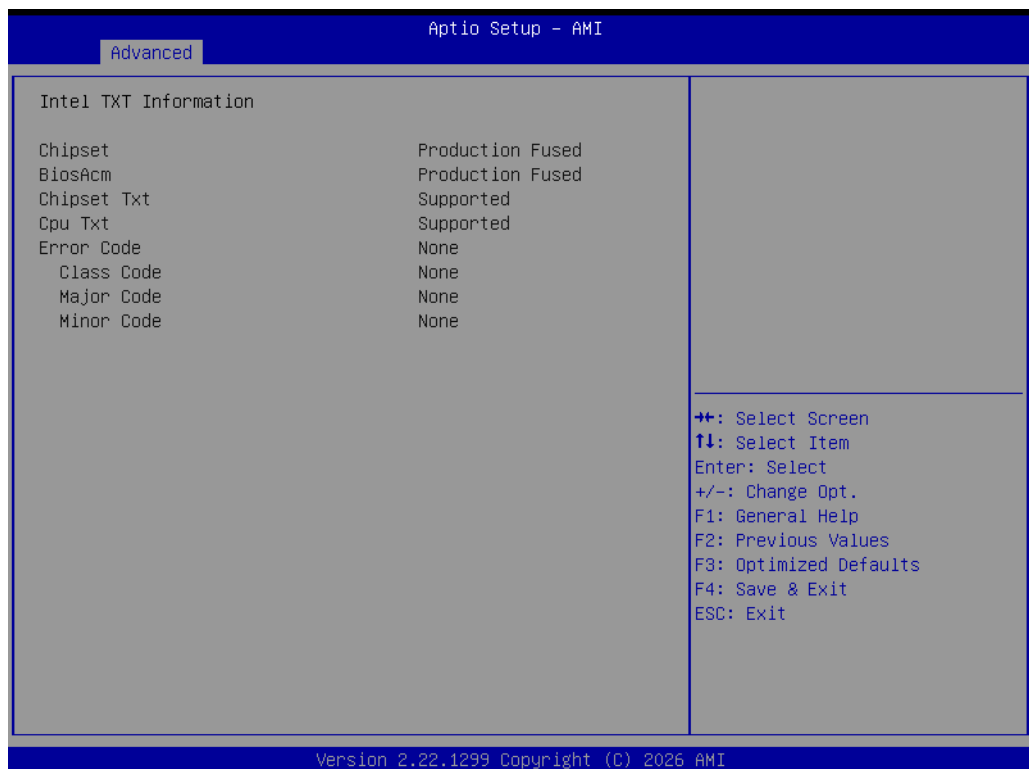 Aptio Setup – AMI
Advanced
Intel TXT Information
Chipset Production Fused
BiosAcm Production Fused
Chipset Txt Supported
Cpu Txt Supported
Error Code None
Class Code None
Major Code None
Minor Code None
→←: Select Screen
↑↓: Select Item
Enter: Select
+/-: Change Opt.
F1: General Help
F2: Previous Values
F3: Optimized Defaults
F4: Save & Exit
ESC: Exit
Version 2.22.1299 Copyright (C) 2026 AMI